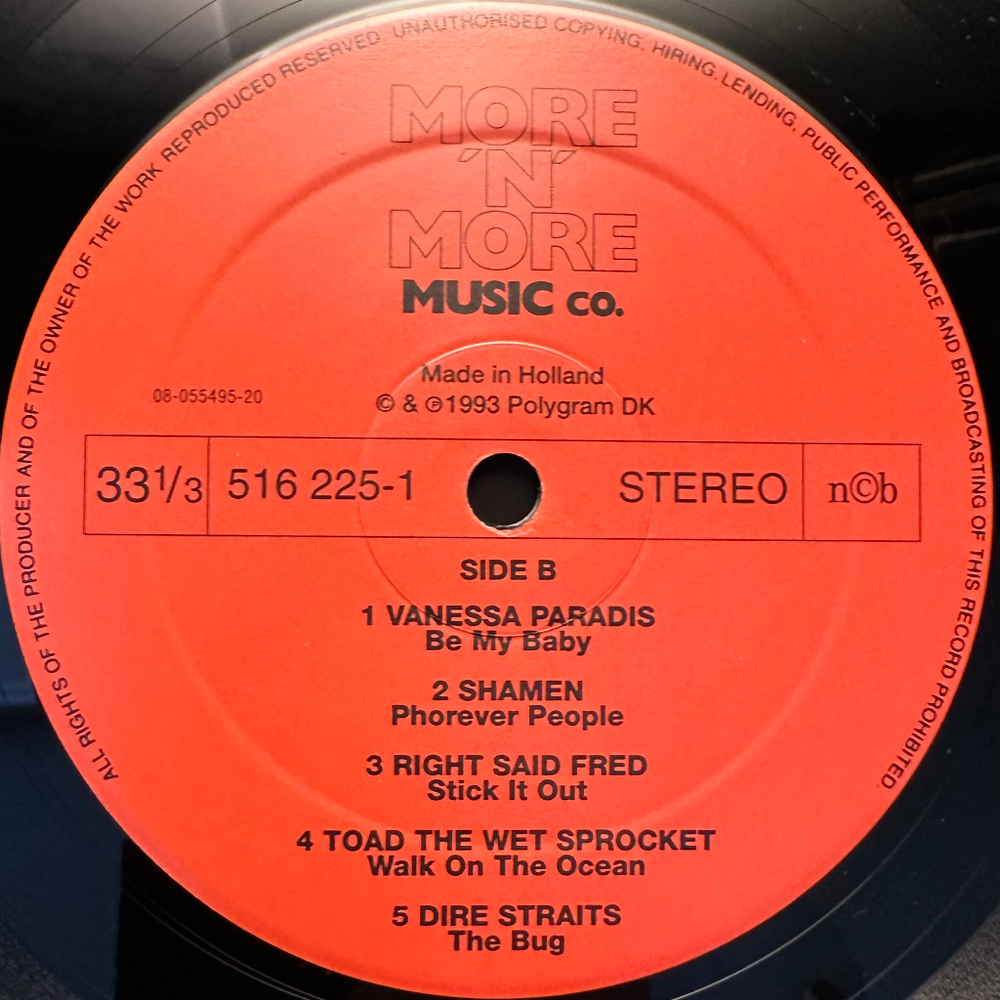 ALL RIGHTS OF THE PRODUCER AND OF THE OWNER OF THE WORK REPRODUCED RESERVED UNAUTHORISED COPYING, HIRING, LENDING, PUBLIC PERFORMANCE AND BROADCASTING OF THIS RECORD PROHIBITED
MORE
'N'
MORE
MUSIC CO.
Made in Holland
© & ℗1993 Polygram DK
08-055495-20
33 1/3 516 225-1 STEREO n©b
SIDE B
1 VANESSA PARADIS
Be My Baby
2 SHAMEN
Phorever People
3 RIGHT SAID FRED
Stick It Out
4 TOAD THE WET SPROCKET
Walk On The Ocean
5 DIRE STRAITS
The Bug